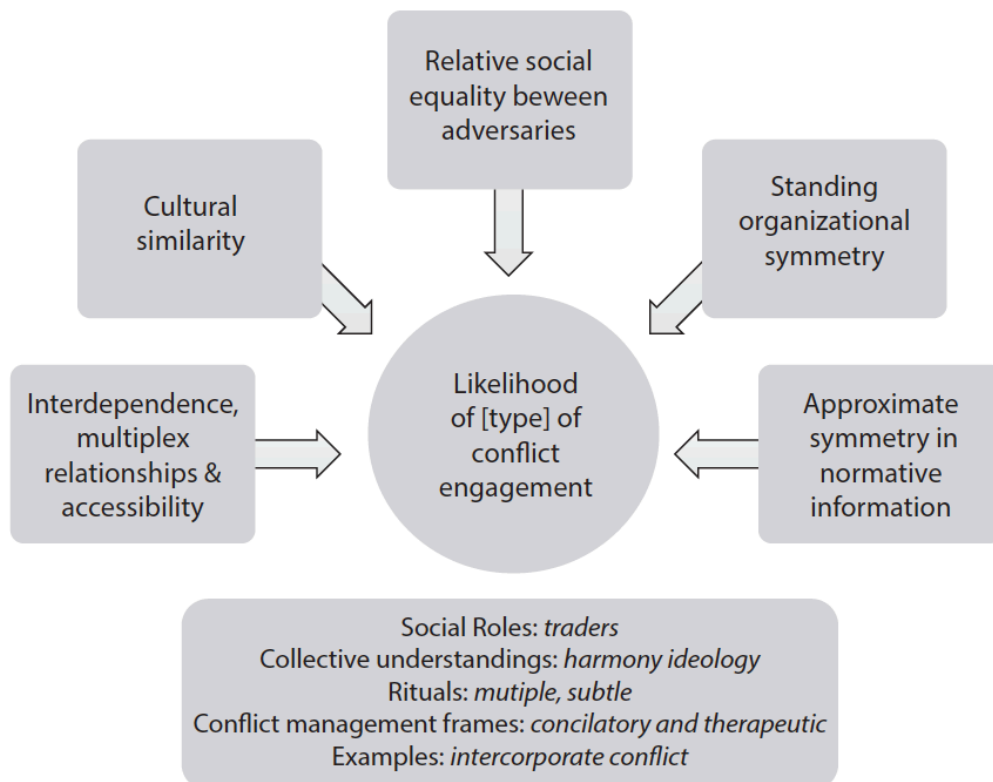 Relative social
equality beween
adversaries
Cultural
similarity
Standing
organizational
symmetry
Interdependence,
multiplex
relationships &
accessibility
Likelihood
of [type] of
conflict
engagement
Approximate
symmetry in
normative
information
Social Roles: traders
Collective understandings: harmony ideology
Rituals: mutiple, subtle
Conflict management frames: concilatory and therapeutic
Examples: intercorporate conflict